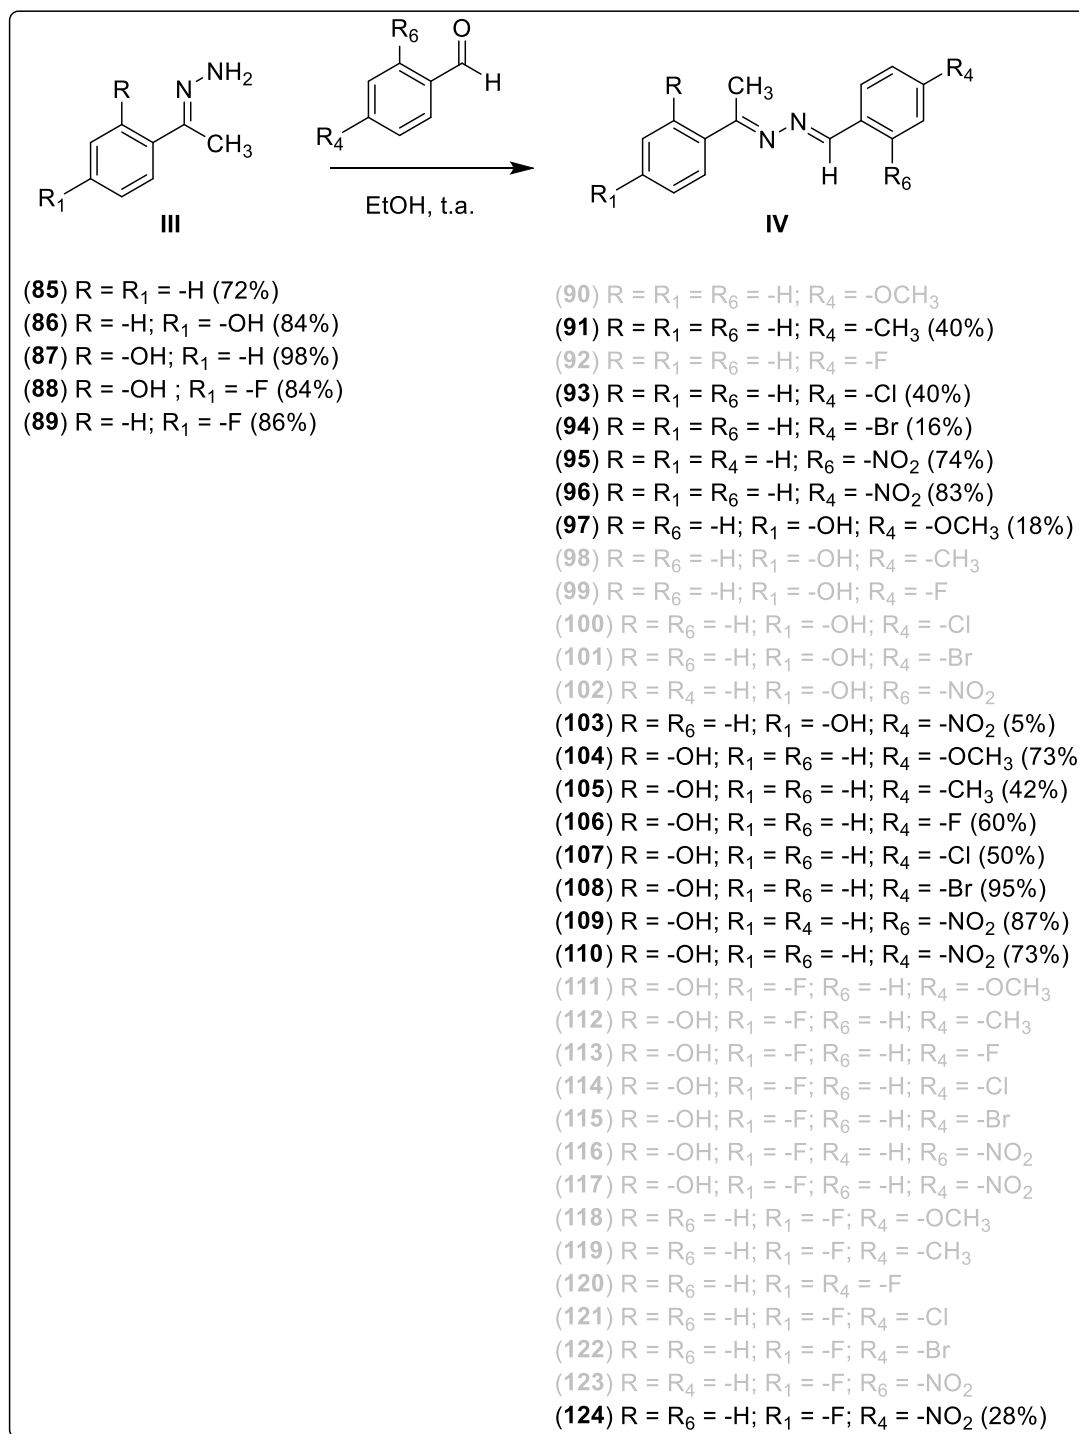 R
N
NH₂
CH₃
R₁
III
R₆
O
H
R₄
EtOH, t.a.
R
CH₃
N
N
H
R₄
R₆
R₁
IV
(85) R = R₁ = -H (72%)
(86) R = -H; R₁ = -OH (84%)
(87) R = -OH; R₁ = -H (98%)
(88) R = -OH ; R₁ = -F (84%)
(89) R = -H; R₁ = -F (86%)
(90) R = R₁ = R₆ = -H; R₄ = -OCH₃
(91) R = R₁ = R₆ = -H; R₄ = -CH₃ (40%)
(92) R = R₁ = R₆ = -H; R₄ = -F
(93) R = R₁ = R₆ = -H; R₄ = -Cl (40%)
(94) R = R₁ = R₆ = -H; R₄ = -Br (16%)
(95) R = R₁ = R₄ = -H; R₆ = -NO₂ (74%)
(96) R = R₁ = R₆ = -H; R₄ = -NO₂ (83%)
(97) R = R₆ = -H; R₁ = -OH; R₄ = -OCH₃ (18%)
(98) R = R₆ = -H; R₁ = -OH; R₄ = -CH₃
(99) R = R₆ = -H; R₁ = -OH; R₄ = -F
(100) R = R₆ = -H; R₁ = -OH; R₄ = -Cl
(101) R = R₆ = -H; R₁ = -OH; R₄ = -Br
(102) R = R₄ = -H; R₁ = -OH; R₆ = -NO₂
(103) R = R₆ = -H; R₁ = -OH; R₄ = -NO₂ (5%)
(104) R = -OH; R₁ = R₆ = -H; R₄ = -OCH₃ (73%
(105) R = -OH; R₁ = R₆ = -H; R₄ = -CH₃ (42%)
(106) R = -OH; R₁ = R₆ = -H; R₄ = -F (60%)
(107) R = -OH; R₁ = R₆ = -H; R₄ = -Cl (50%)
(108) R = -OH; R₁ = R₆ = -H; R₄ = -Br (95%)
(109) R = -OH; R₁ = R₄ = -H; R₆ = -NO₂ (87%)
(110) R = -OH; R₁ = R₆ = -H; R₄ = -NO₂ (73%)
(111) R = -OH; R₁ = -F; R₆ = -H; R₄ = -OCH₃
(112) R = -OH; R₁ = -F; R₆ = -H; R₄ = -CH₃
(113) R = -OH; R₁ = -F; R₆ = -H; R₄ = -F
(114) R = -OH; R₁ = -F; R₆ = -H; R₄ = -Cl
(115) R = -OH; R₁ = -F; R₆ = -H; R₄ = -Br
(116) R = -OH; R₁ = -F; R₄ = -H; R₆ = -NO₂
(117) R = -OH; R₁ = -F; R₆ = -H; R₄ = -NO₂
(118) R = R₆ = -H; R₁ = -F; R₄ = -OCH₃
(119) R = R₆ = -H; R₁ = -F; R₄ = -CH₃
(120) R = R₆ = -H; R₁ = R₄ = -F
(121) R = R₆ = -H; R₁ = -F; R₄ = -Cl
(122) R = R₆ = -H; R₁ = -F; R₄ = -Br
(123) R = R₄ = -H; R₁ = -F; R₆ = -NO₂
(124) R = R₆ = -H; R₁ = -F; R₄ = -NO₂ (28%)